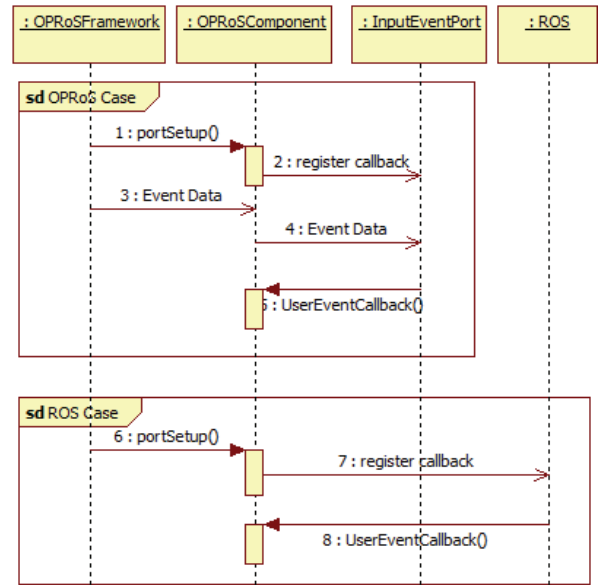 : OPRoSFramework
: OPRoSComponent
: InputEventPort
: ROS
sd OPRoS Case
1 : portSetup()
2 : register callback
3 : Event Data
4 : Event Data
5 : UserEventCallback()
sd ROS Case
6 : portSetup()
7 : register callback
8 : UserEventCallback()